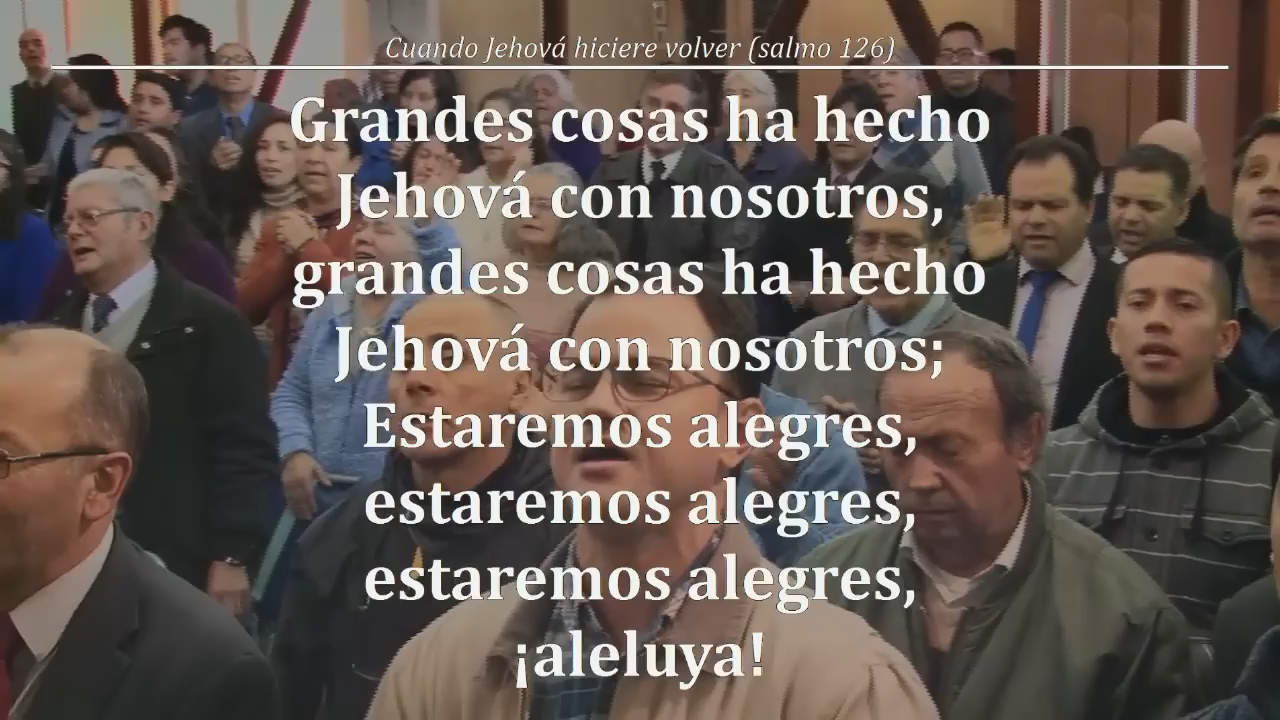 Cuando Jehová hiciere volver (salmo 126)
Grandes cosas ha hecho
Jehová con nosotros,
grandes cosas ha hecho
Jehová con nosotros;
Estaremos alegres,
estaremos alegres,
estaremos alegres,
¡aleluya!